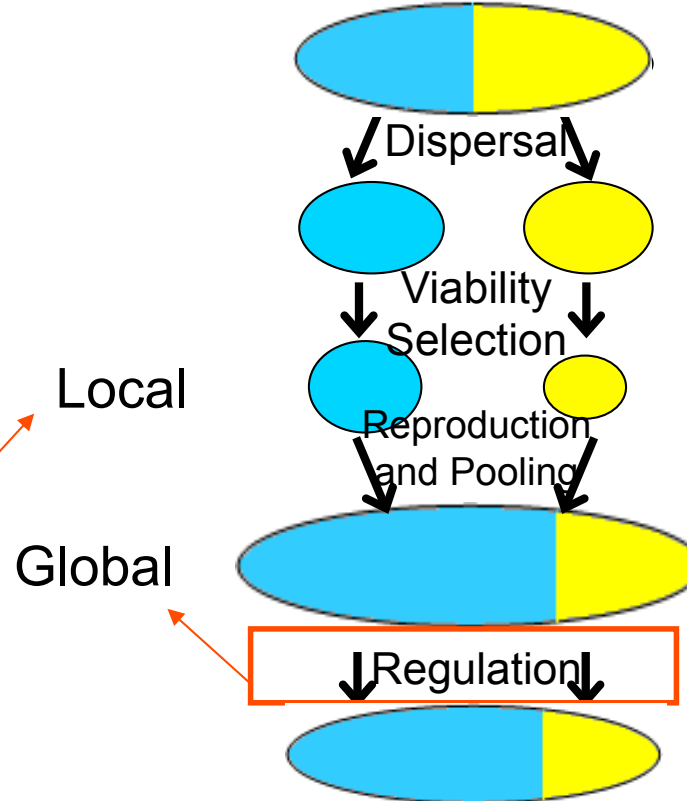 Dispersal
Viability
Selection
Local
Reproduction
and Pooling
Global
Regulation